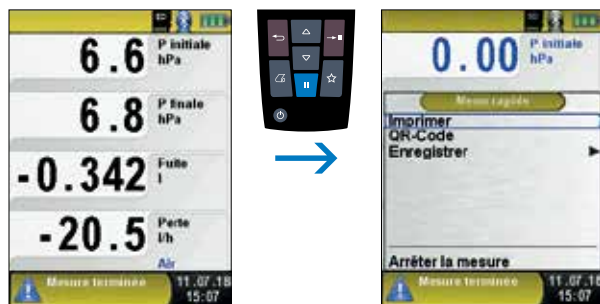 6.6 P initiale
hPa
6.8 P finale
hPa
-0.342 Fuite
l
-20.5 Perte
l/h
Air
Mesure terminée
11.07.18
15:07
0.00 P initiale
hPa
Menu rapide
Imprimer
QR-Code
Enregistrer
Arrêter la mesure
Mesure terminée
11.07.18
15:07